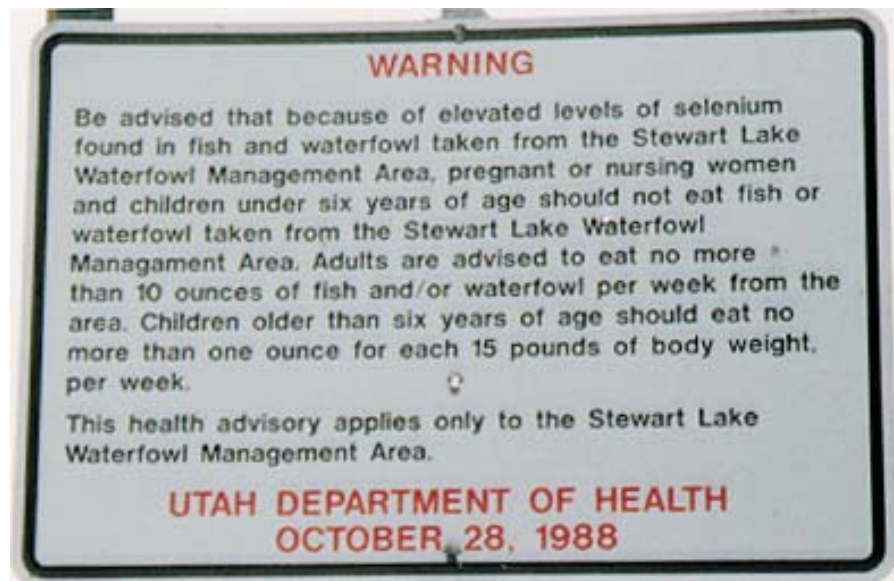 WARNING
Be advised that because of elevated levels of selenium
found in fish and waterfowl taken from the Stewart Lake
Waterfowl Management Area, pregnant or nursing women
and children under six years of age should not eat fish or
waterfowl taken from the Stewart Lake Waterfowl
Managament Area. Adults are advised to eat no more
than 10 ounces of fish and/or waterfowl per week from the
area. Children older than six years of age should eat no
more than one ounce for each 15 pounds of body weight,
per week.
This health advisory applies only to the Stewart Lake
Waterfowl Management Area.
UTAH DEPARTMENT OF HEALTH
OCTOBER 28, 1988